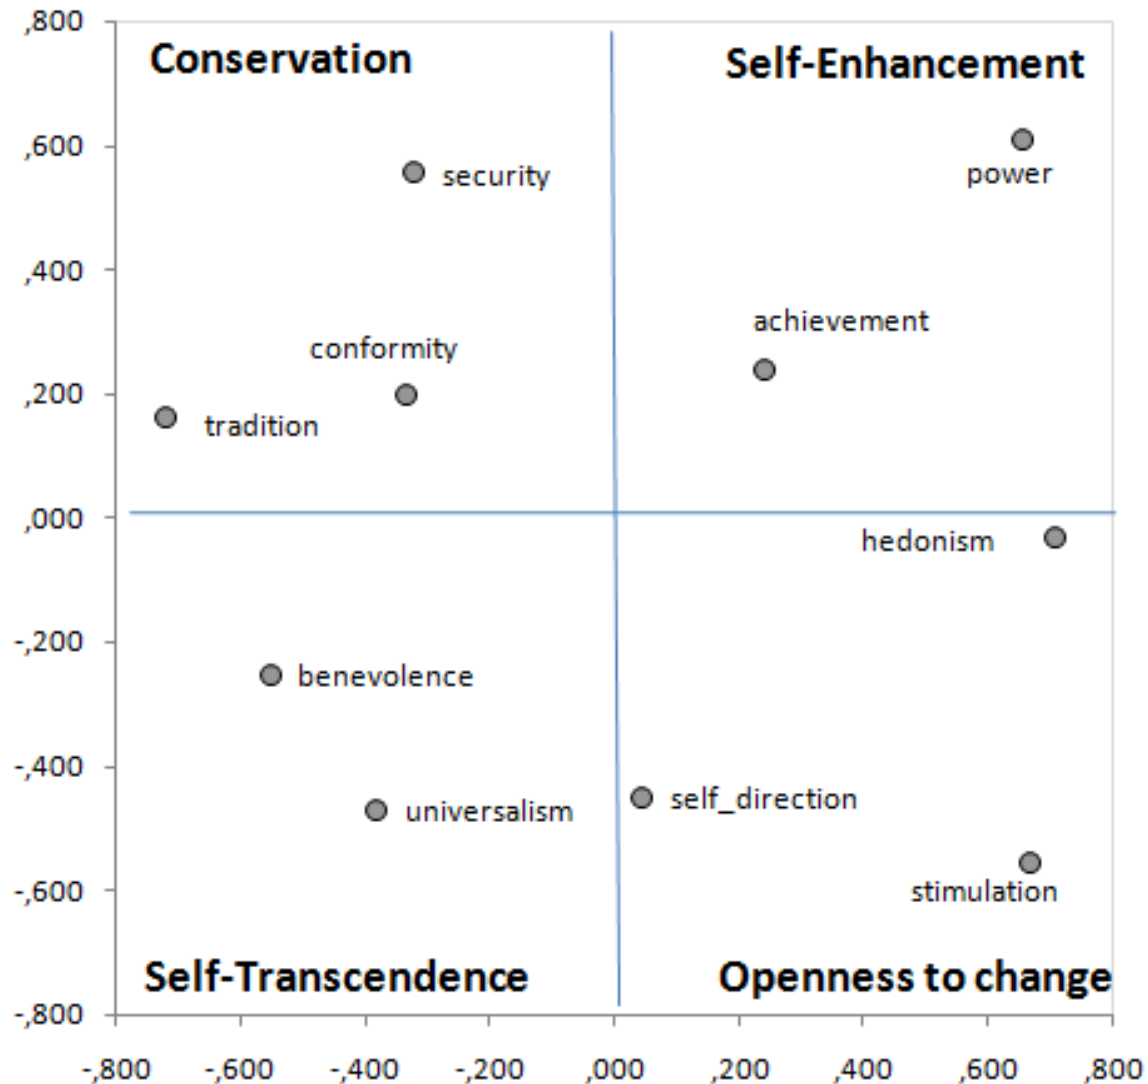 ,800
Conservation
Self-Enhancement
,600
security
power
,400
achievement
conformity
,200
tradition
,000
hedonism
-,200
benevolence
-,400
self_direction
universalism
-,600
stimulation
Self-Transcendence
Openness to change
-,800
-,800 -,600 -,400 -,200 ,000 ,200 ,400 ,600 ,800